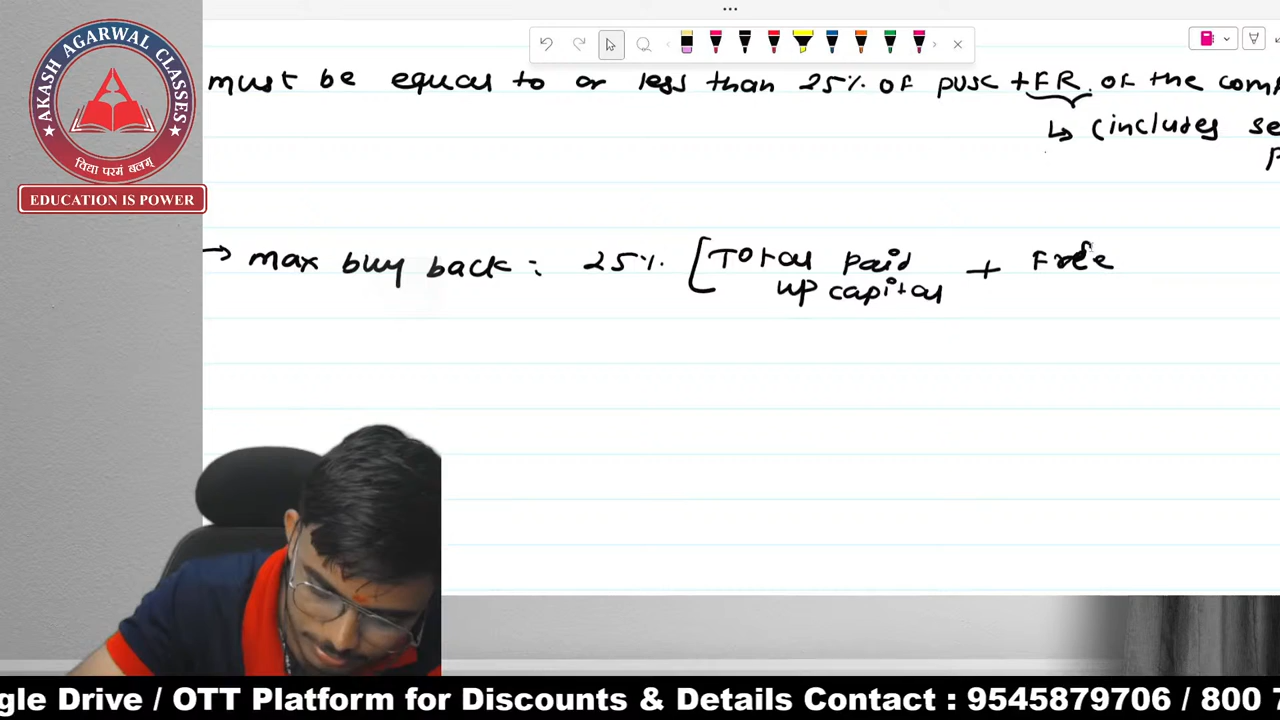 ...
AKASH AGARWAL CLASSES
विद्या परमं बलम्
EDUCATION IS POWER
must be equal to or less than 25% of PUSC + FR. of the comp
↳ (includes se
P
→ max buy back = 25% [Total paid up capital + Free
gle Drive / OTT Platform for Discounts & Details Contact : 9545879706 / 800 7